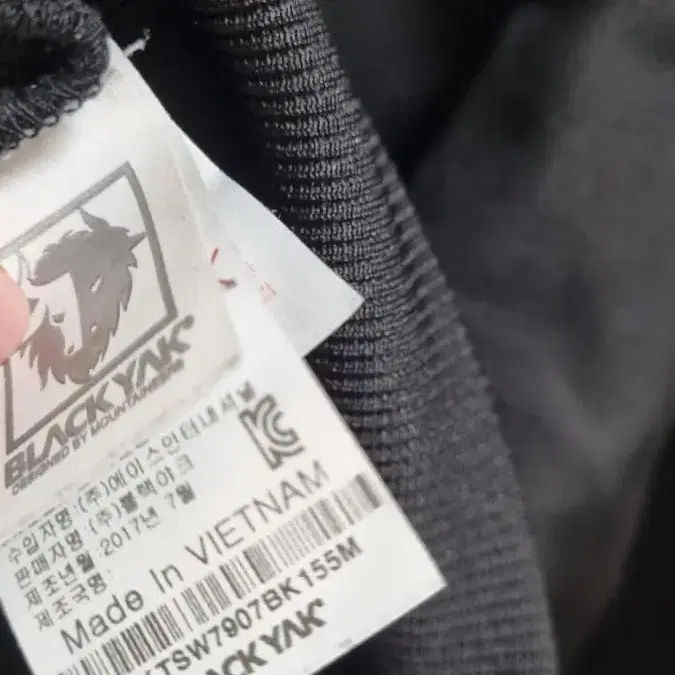 BLACKYAK®
DESIGNED BY MOUNTAINEERS
수입자명 :(주)에이스인터내셔널
판매자명 :(주)블랙야크
제조년월 :2017년 7월
제조국명 :
Made In VIETNAM
TSW7907BK155M
BLACKYAK®